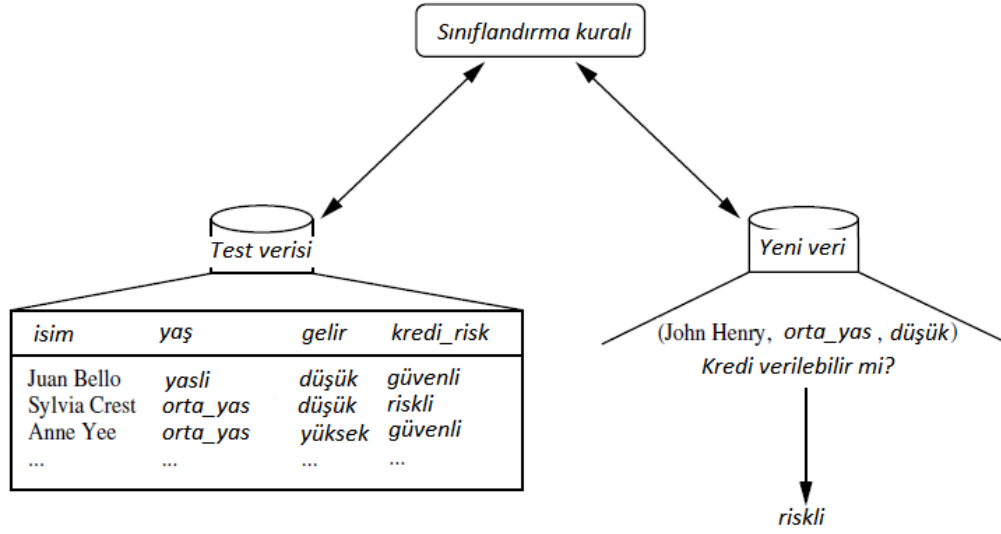 Sınıflandırma kuralı
Test verisi
isim yaş gelir kredi_risk
Juan Bello yasli düşük güvenli
Sylvia Crest orta_yas düşük riskli
Anne Yee orta_yas yüksek güvenli
... ... ... ...
Yeni veri
(John Henry, orta_yas , düşük)
Kredi verilebilir mi?
riskli